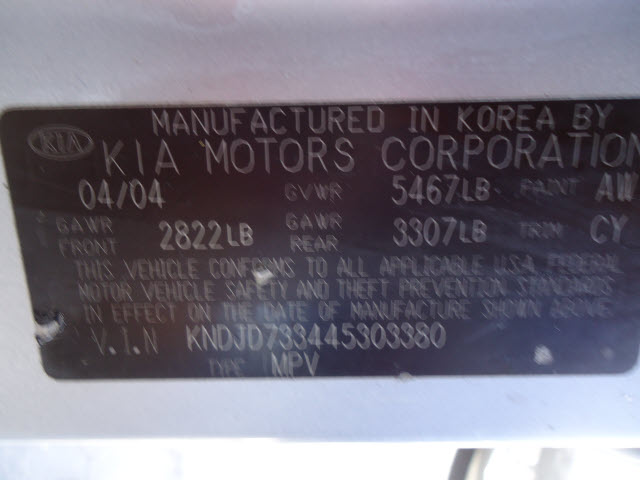 MANUFACTURED IN KOREA BY
KIA KIA MOTORS CORPORATION
04/04 GVWR 5467LB PAINT AW
GAWR FRONT 2822LB GAWR REAR 3307LB TRIM CY
THIS VEHICLE CONFORMS TO ALL APPLICABLE U.S.A. FEDERAL
MOTOR VEHICLE SAFETY AND THEFT PREVENTION STANDARDS
IN EFFECT ON THE DATE OF MANUFACTURE SHOWN ABOVE.
V.I.N KNDJD733445303380
TYPE MPV